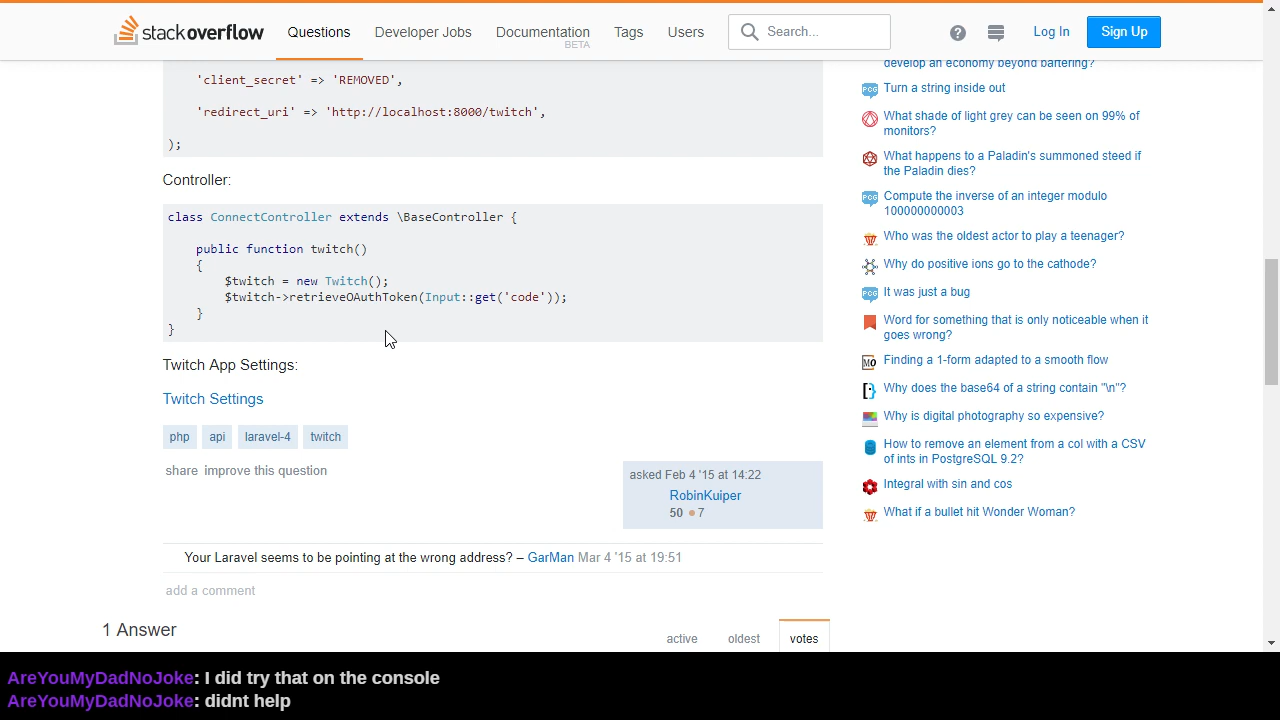 stackoverflow Questions Developer Jobs Documentation BETA Tags Users Search... ? Log In Sign Up
'client_secret' => 'REMOVED',
'redirect_uri' => 'http://localhost:8000/twitch',
);
Controller:
class ConnectController extends \BaseController {
public function twitch()
{
$twitch = new Twitch();
$twitch->retrieveOAuthToken(Input::get('code'));
}
}
Twitch App Settings:
Twitch Settings
php api laravel-4 twitch
share improve this question
asked Feb 4 '15 at 14:22
RobinKuiper
50 7
Your Laravel seems to be pointing at the wrong address? – GarMan Mar 4 '15 at 19:51
add a comment
1 Answer
active oldest votes
develop an economy beyond bartering?
PCG Turn a string inside out
What shade of light grey can be seen on 99% of
monitors?
What happens to a Paladin's summoned steed if
the Paladin dies?
PCG Compute the inverse of an integer modulo
100000000003
Who was the oldest actor to play a teenager?
Why do positive ions go to the cathode?
PCG It was just a bug
Word for something that is only noticeable when it
goes wrong?
MO Finding a 1-form adapted to a smooth flow
Why does the base64 of a string contain "\n"?
Why is digital photography so expensive?
How to remove an element from a col with a CSV
of ints in PostgreSQL 9.2?
Integral with sin and cos
What if a bullet hit Wonder Woman?
AreYouMyDadNoJoke: I did try that on the console
AreYouMyDadNoJoke: didnt help